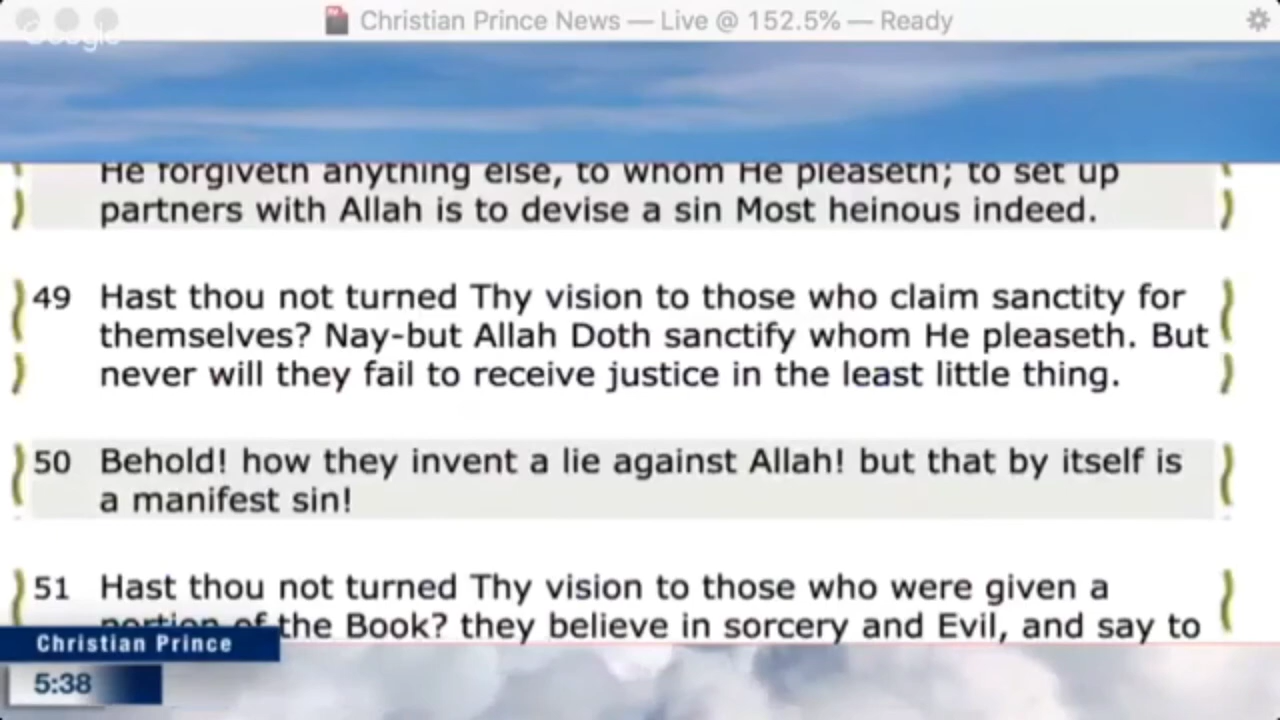 Christian Prince News — Live @ 152.5% — Ready
Google
He forgiveth anything else, to whom He pleaseth; to set up
partners with Allah is to devise a sin Most heinous indeed.
49 Hast thou not turned Thy vision to those who claim sanctity for
themselves? Nay-but Allah Doth sanctify whom He pleaseth. But
never will they fail to receive justice in the least little thing.
50 Behold! how they invent a lie against Allah! but that by itself is
a manifest sin!
51 Hast thou not turned Thy vision to those who were given a
portion of the Book? they believe in sorcery and Evil, and say to
Christian Prince
5:38